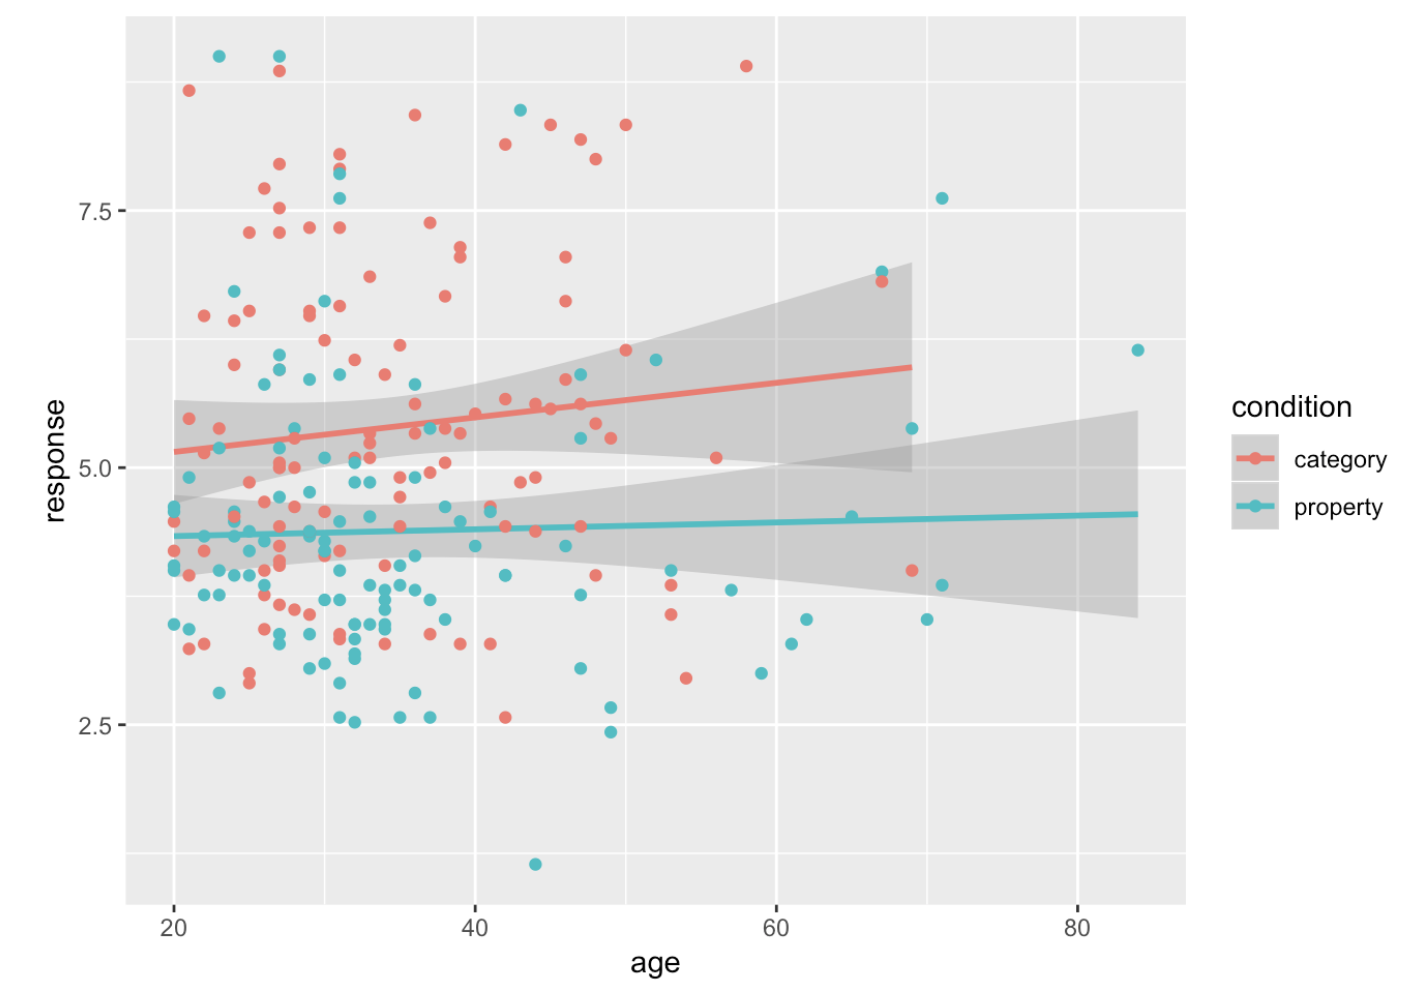 7.5
5.0
2.5
response
20 40 60 80
age
condition
category
property